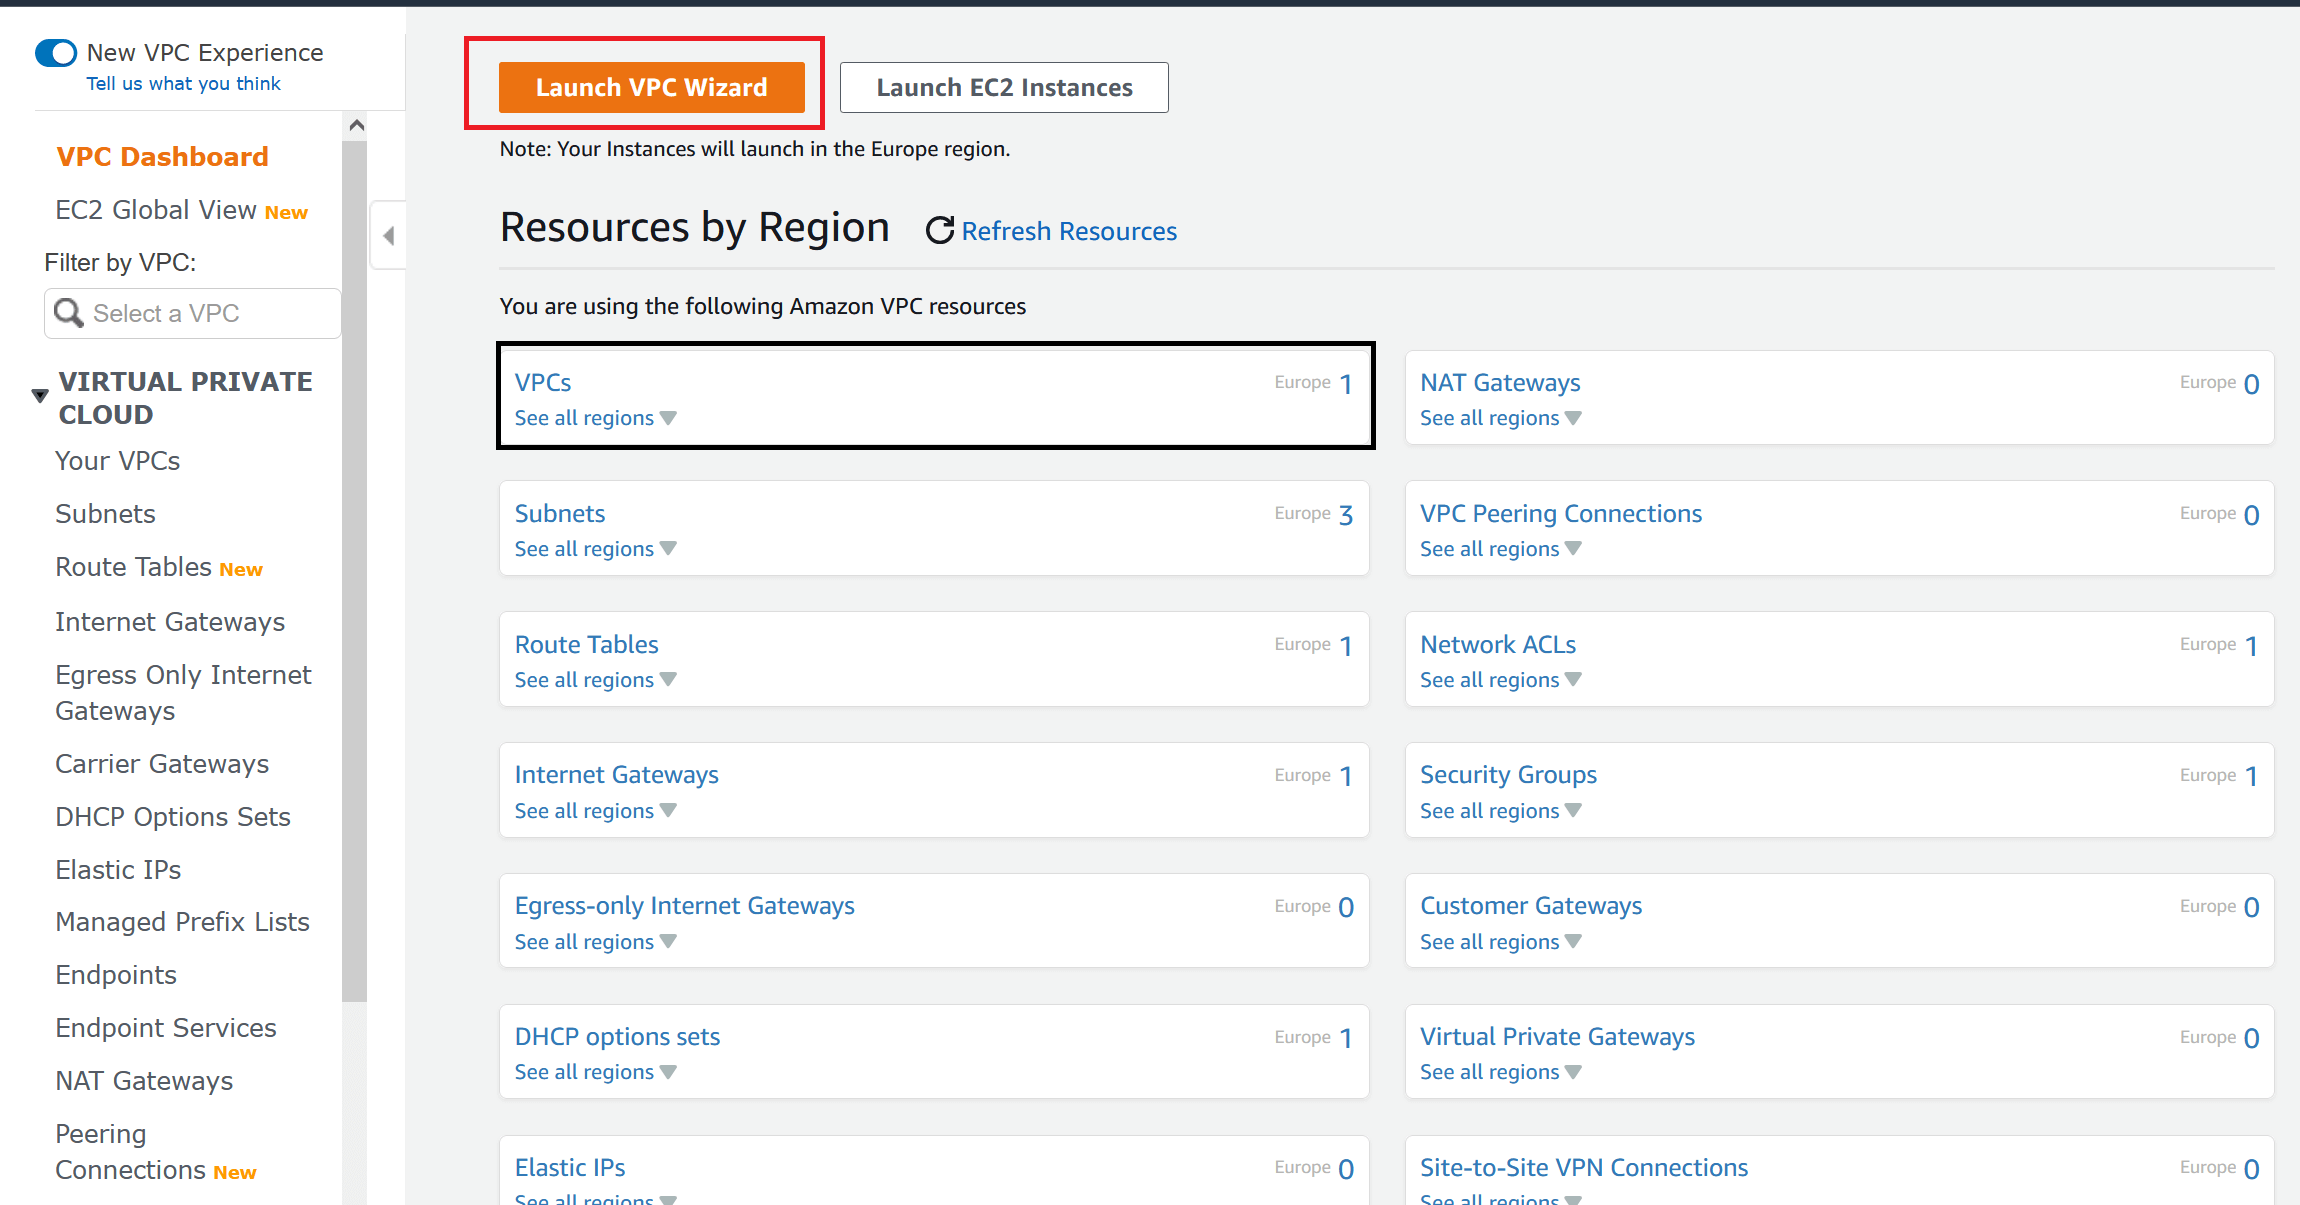 New VPC Experience
Tell us what you think
VPC Dashboard
EC2 Global View New
Filter by VPC:
Select a VPC
VIRTUAL PRIVATE
CLOUD
Your VPCs
Subnets
Route Tables New
Internet Gateways
Egress Only Internet
Gateways
Carrier Gateways
DHCP Options Sets
Elastic IPs
Managed Prefix Lists
Endpoints
Endpoint Services
NAT Gateways
Peering
Connections New
Launch VPC Wizard
Launch EC2 Instances
Note: Your Instances will launch in the Europe region.
Resources by Region
Refresh Resources
You are using the following Amazon VPC resources
VPCs Europe 1
See all regions
NAT Gateways Europe 0
See all regions
Subnets Europe 3
See all regions
VPC Peering Connections Europe 0
See all regions
Route Tables Europe 1
See all regions
Network ACLs Europe 1
See all regions
Internet Gateways Europe 1
See all regions
Security Groups Europe 1
See all regions
Egress-only Internet Gateways Europe 0
See all regions
Customer Gateways Europe 0
See all regions
DHCP options sets Europe 1
See all regions
Virtual Private Gateways Europe 0
See all regions
Elastic IPs Europe 0
See all regions
Site-to-Site VPN Connections Europe 0
See all regions